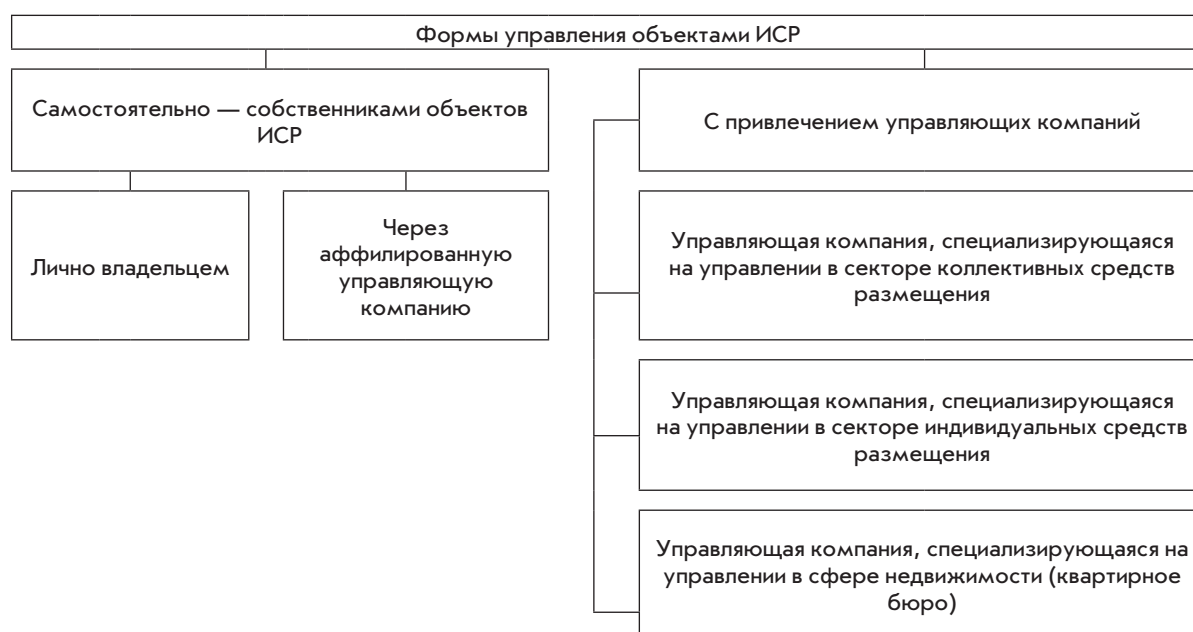 Формы управления объектами ИСР
Самостоятельно — собственниками объектов
ИСР
С привлечением управляющих компаний
Лично владельцем
Через
аффилированную
управляющую
компанию
Управляющая компания, специализирующаяся
на управлении в секторе коллективных средств
размещения
Управляющая компания, специализирующаяся
на управлении в секторе индивидуальных средств
размещения
Управляющая компания, специализирующаяся на
управлении в сфере недвижимости (квартирное
бюро)